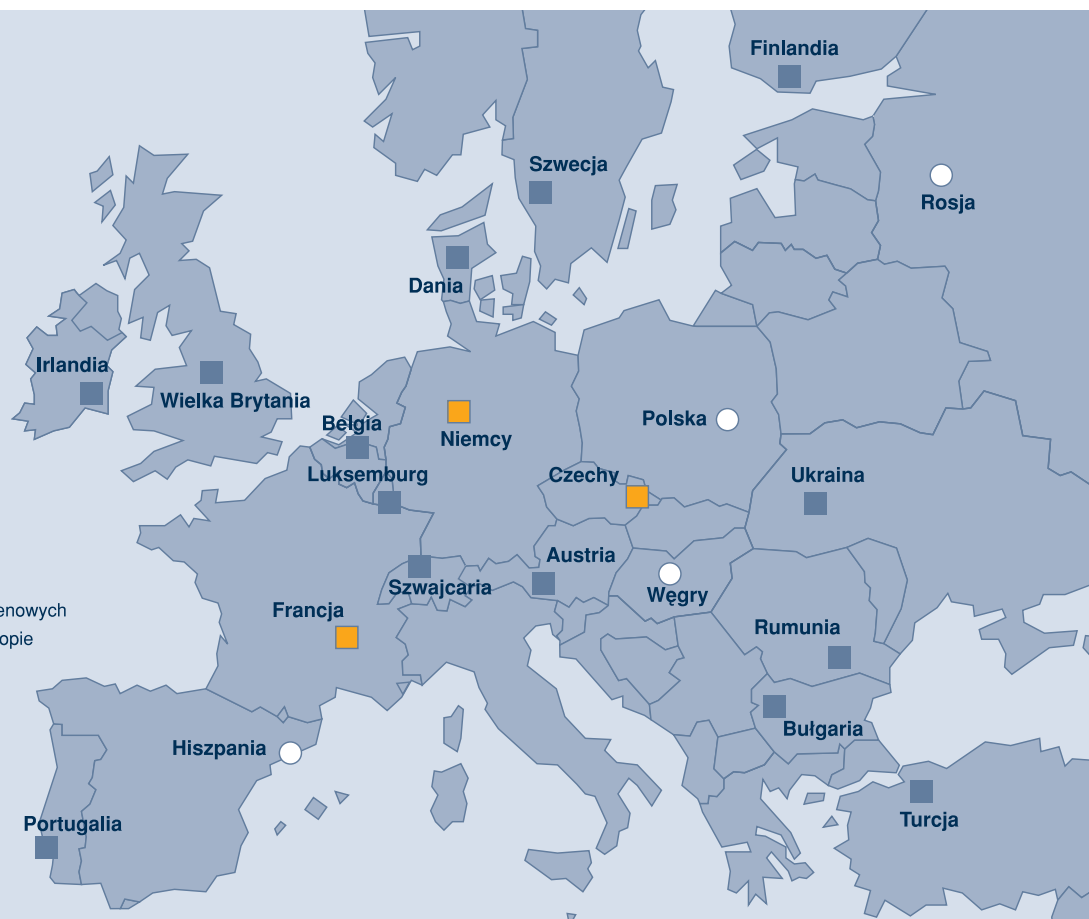 Finlandia
Szwecja
Rosja
Dania
Irlandia
Wielka Brytania
Belgia
Niemcy
Polska
Luksemburg
Czechy
Ukraina
Austria
Szwajcaria
Węgry
Francja
Rumunia
Bułgaria
Hiszpania
Turcja
Portugalia